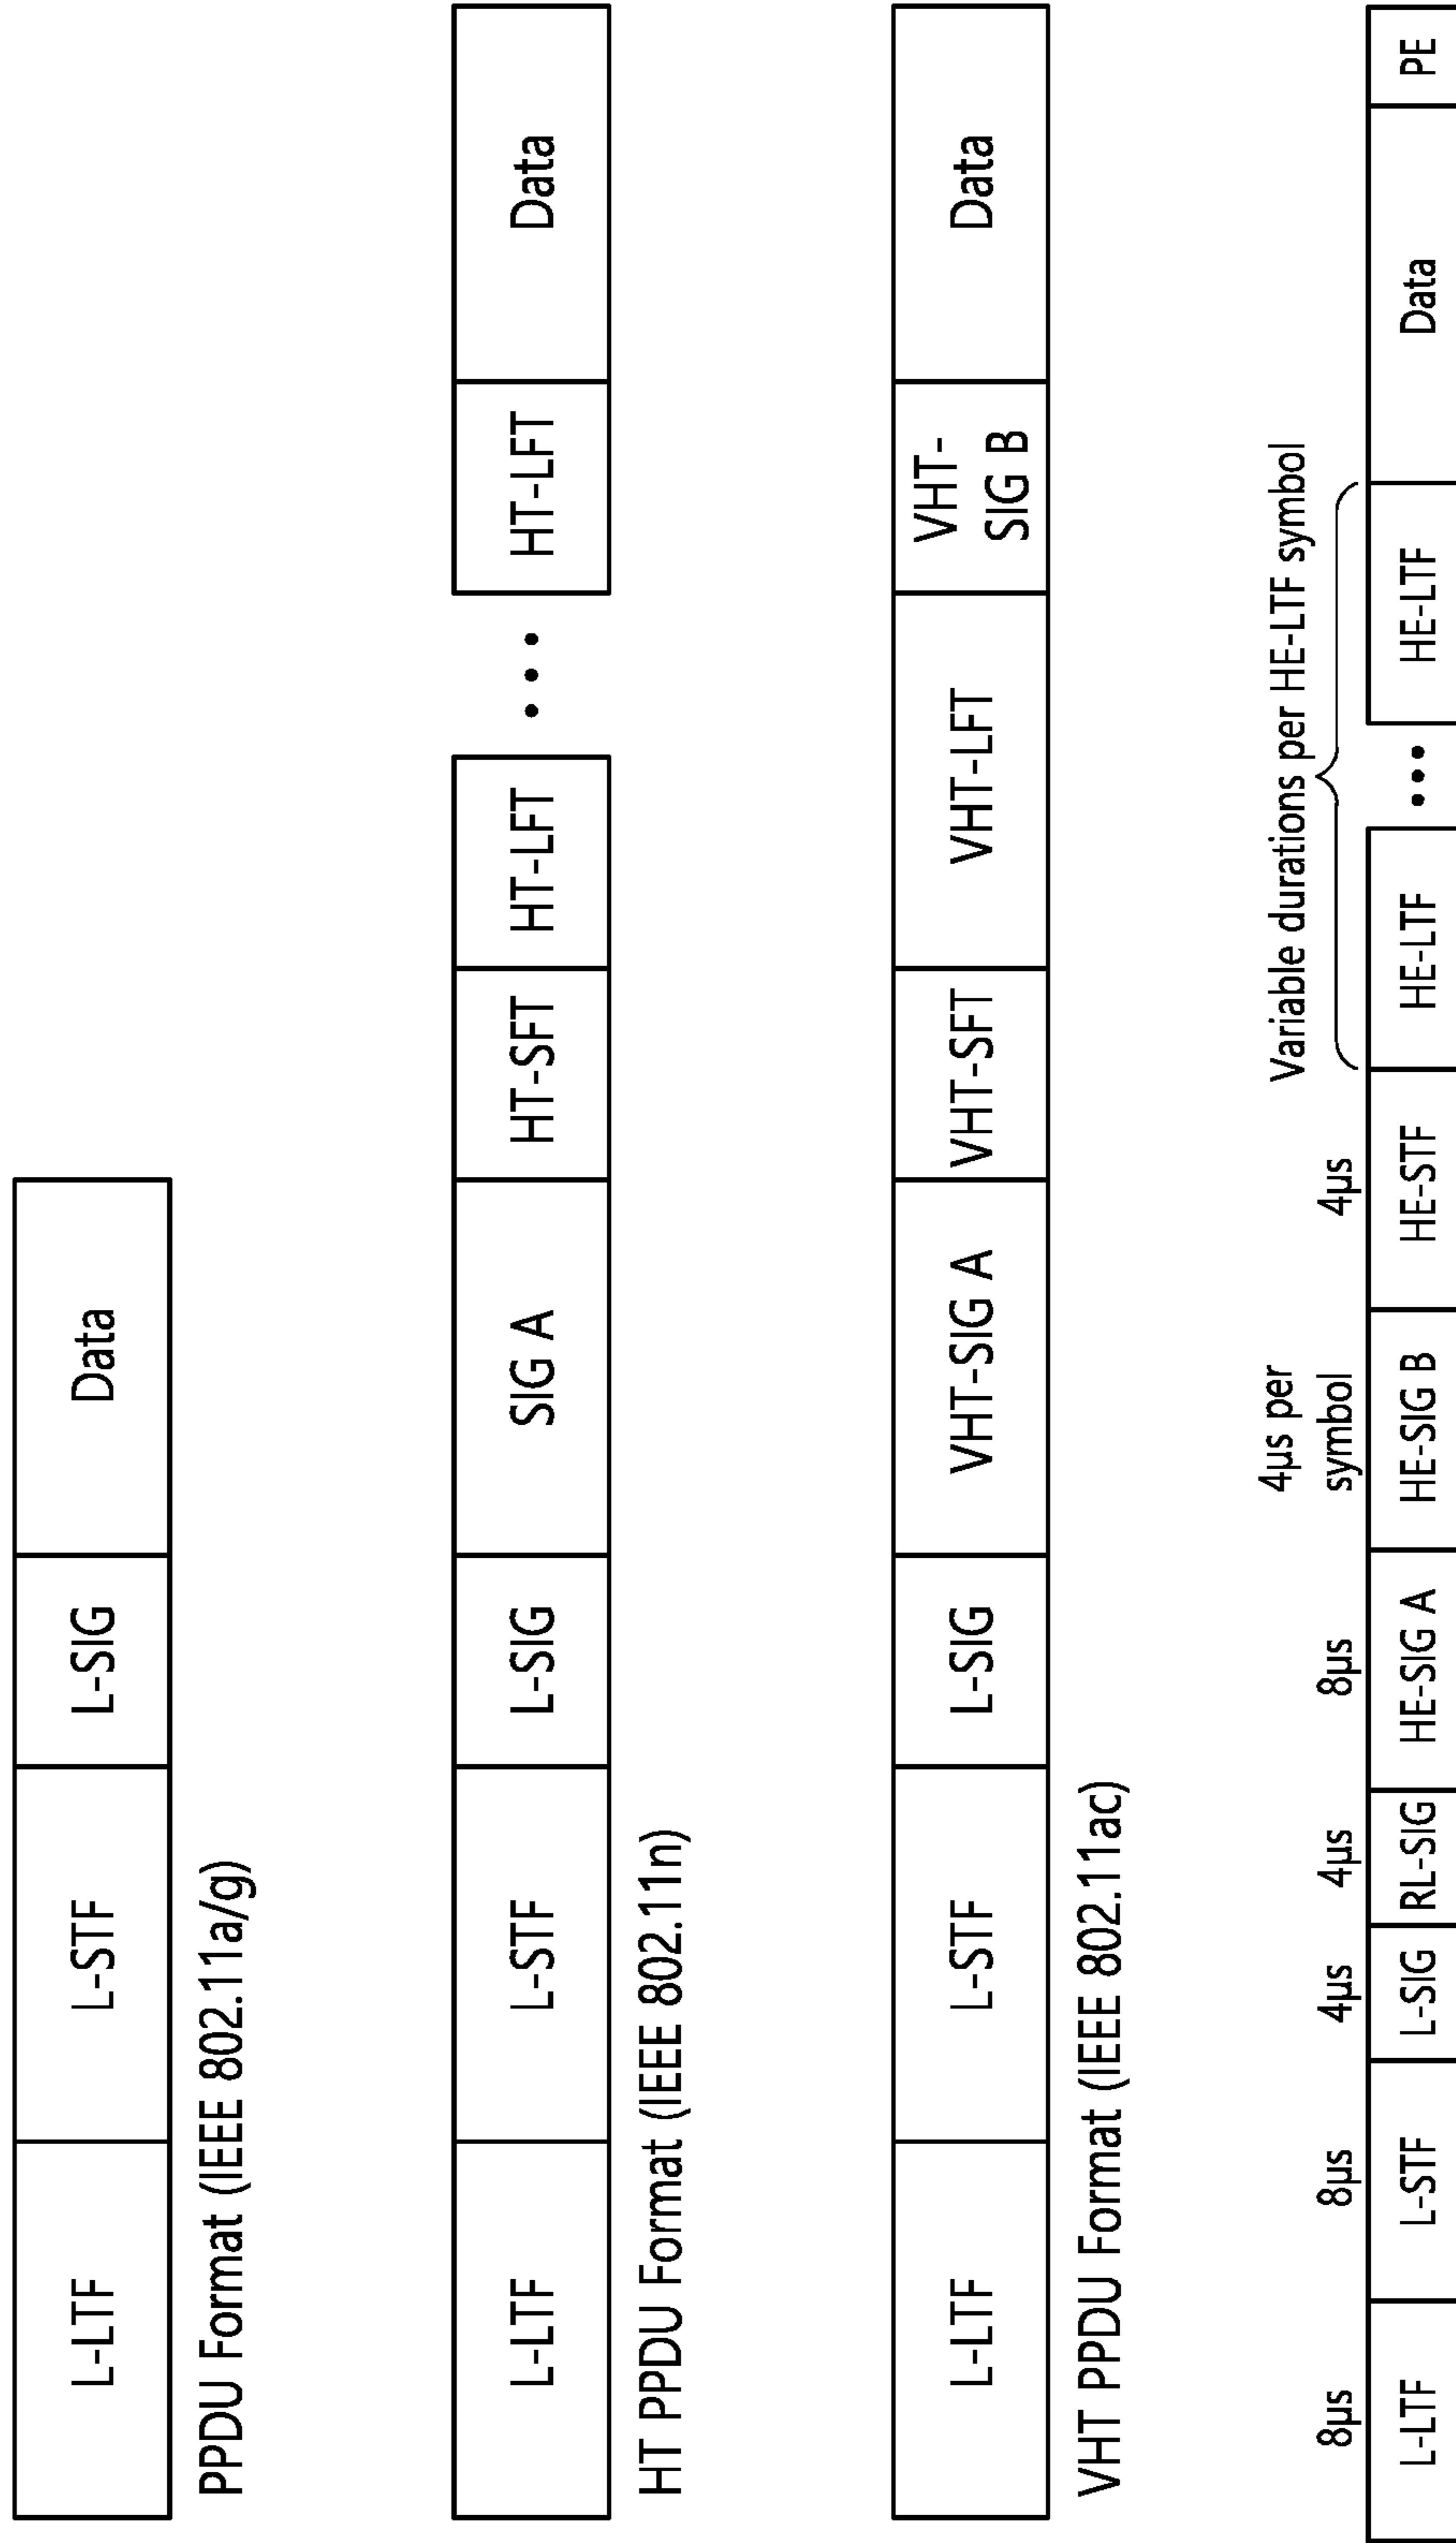 L-LTF L-STF L-SIG Data
PPDU Format (IEEE 802.11a/g)
L-LTF L-STF L-SIG SIG A HT-SFT HT-LFT ••• HT-LFT Data
HT PPDU Format (IEEE 802.11n)
L-LTF L-STF L-SIG VHT-SIG A VHT-SFT VHT-LFT VHT-
SIG B Data
VHT PPDU Format (IEEE 802.11ac)
Variable durations per HE-LTF symbol
8µs 8µs 4µs 4µs 8µs 4µs per
symbol 4µs
L-LTF L-STF L-SIG RL-SIG HE-SIG A HE-SIG B HE-STF HE-LTF ••• HE-LTF Data PE